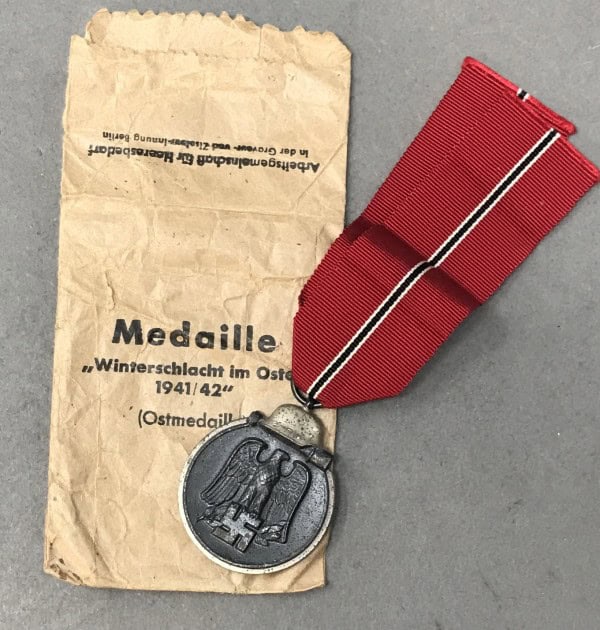 Arbeitsgemeinschaft für Heeresbedarf
in der Graveur- und Ziseleur-Innung Berlin
Medaille
„Winterschlacht im Oste
1941/42“
(Ostmedaill